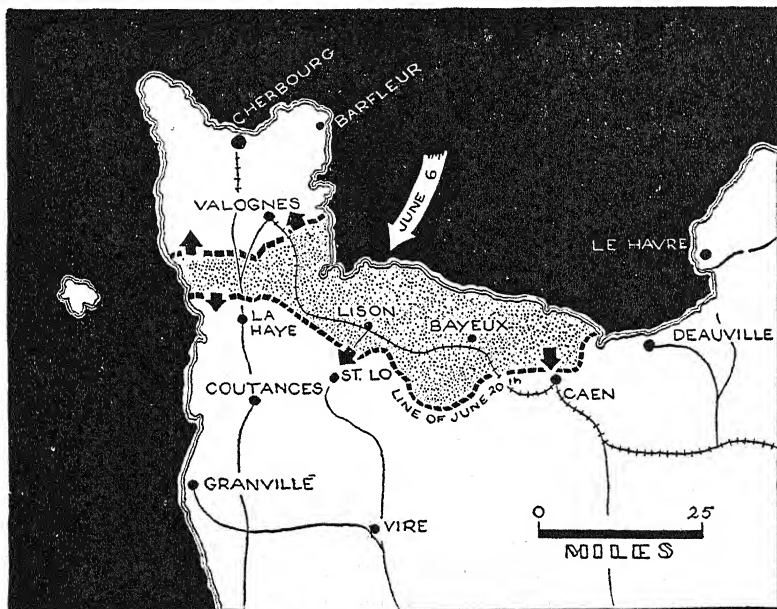 CHERBOURG
BARFLEUR
JUNE 6
VALOGNES
LE HAVRE
LISON
BAYEUX
LA
HAYE
DEAUVILLE
ST. LO
COUTANCES
LINE OF JUNE 20th
CAEN
GRANVILLE
0 25
VIRE
MILES